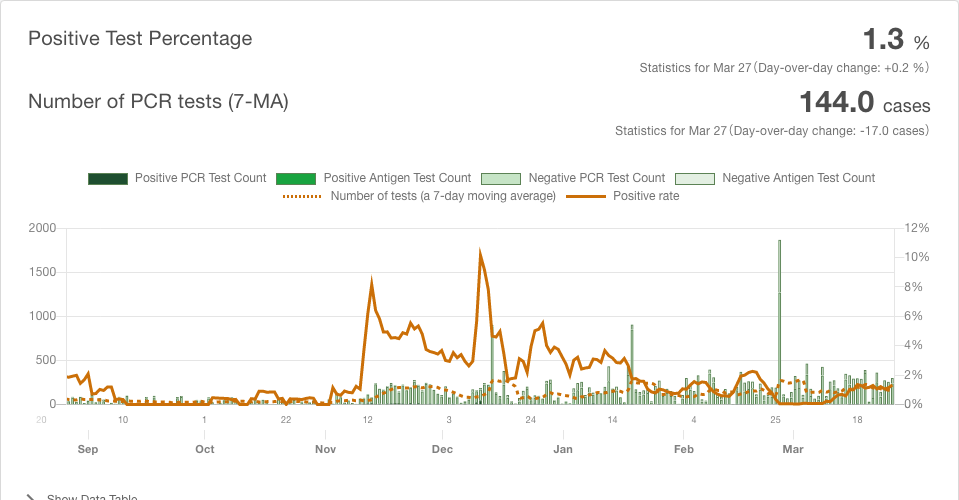 Positive Test Percentage
1.3 %
Statistics for Mar 27 (Day-over-day change: +0.2 %)
Number of PCR tests (7-MA)
144.0 cases
Statistics for Mar 27 (Day-over-day change: -17.0 cases)
Positive PCR Test Count Positive Antigen Test Count Negative PCR Test Count Negative Antigen Test Count
Number of tests (a 7-day moving average) Positive rate
2000 12%
10%
1500
8%
1000 6%
4%
500
2%
0 0%
20 10 1 22 12 3 24 14 4 25 18
Sep Oct Nov Dec Jan Feb Mar
Show Data Table